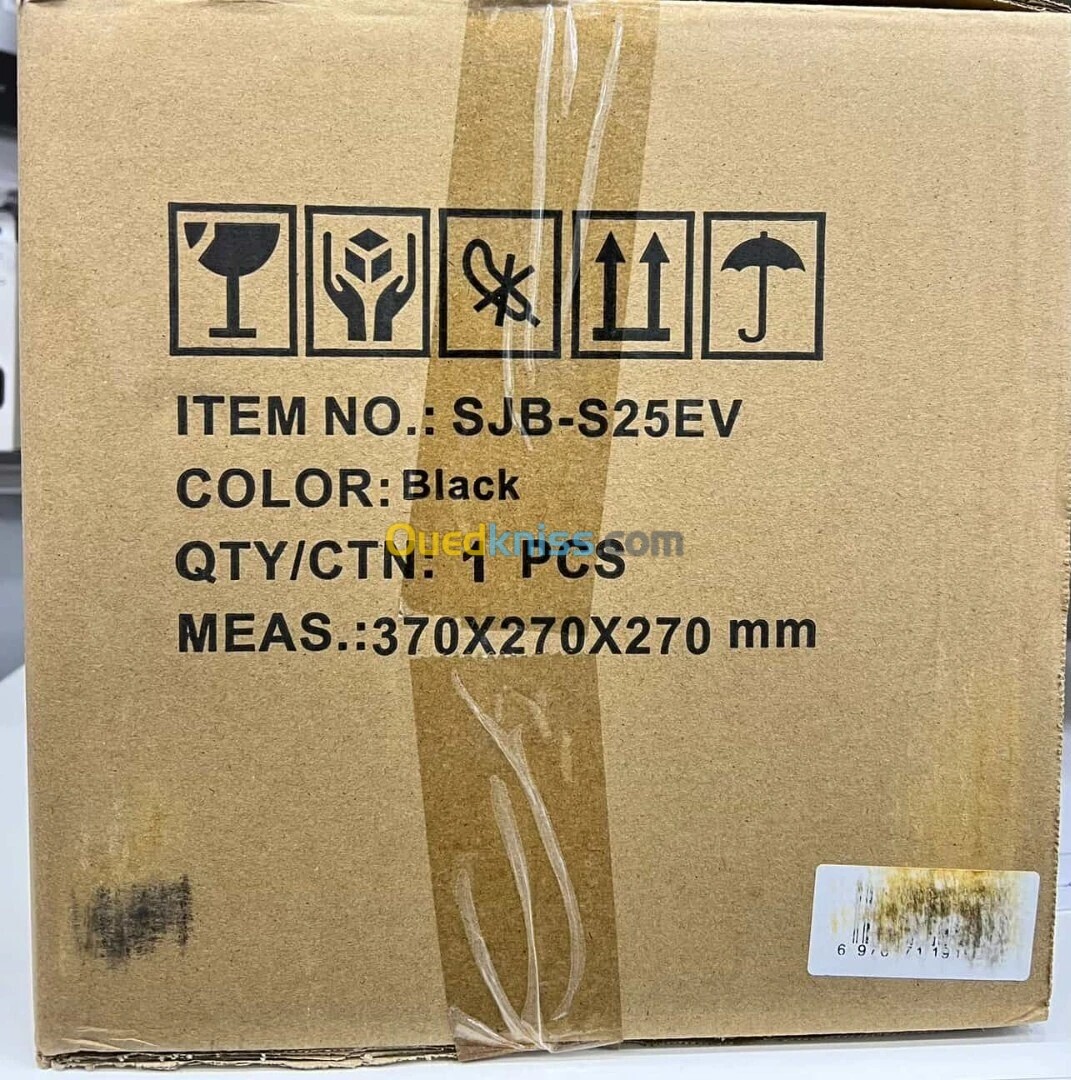 ITEM NO.: SJB-S25EV
COLOR: Black
Ouedkniss.com
QTY/CTN: 1 PCS
MEAS.:370X270X270 mm